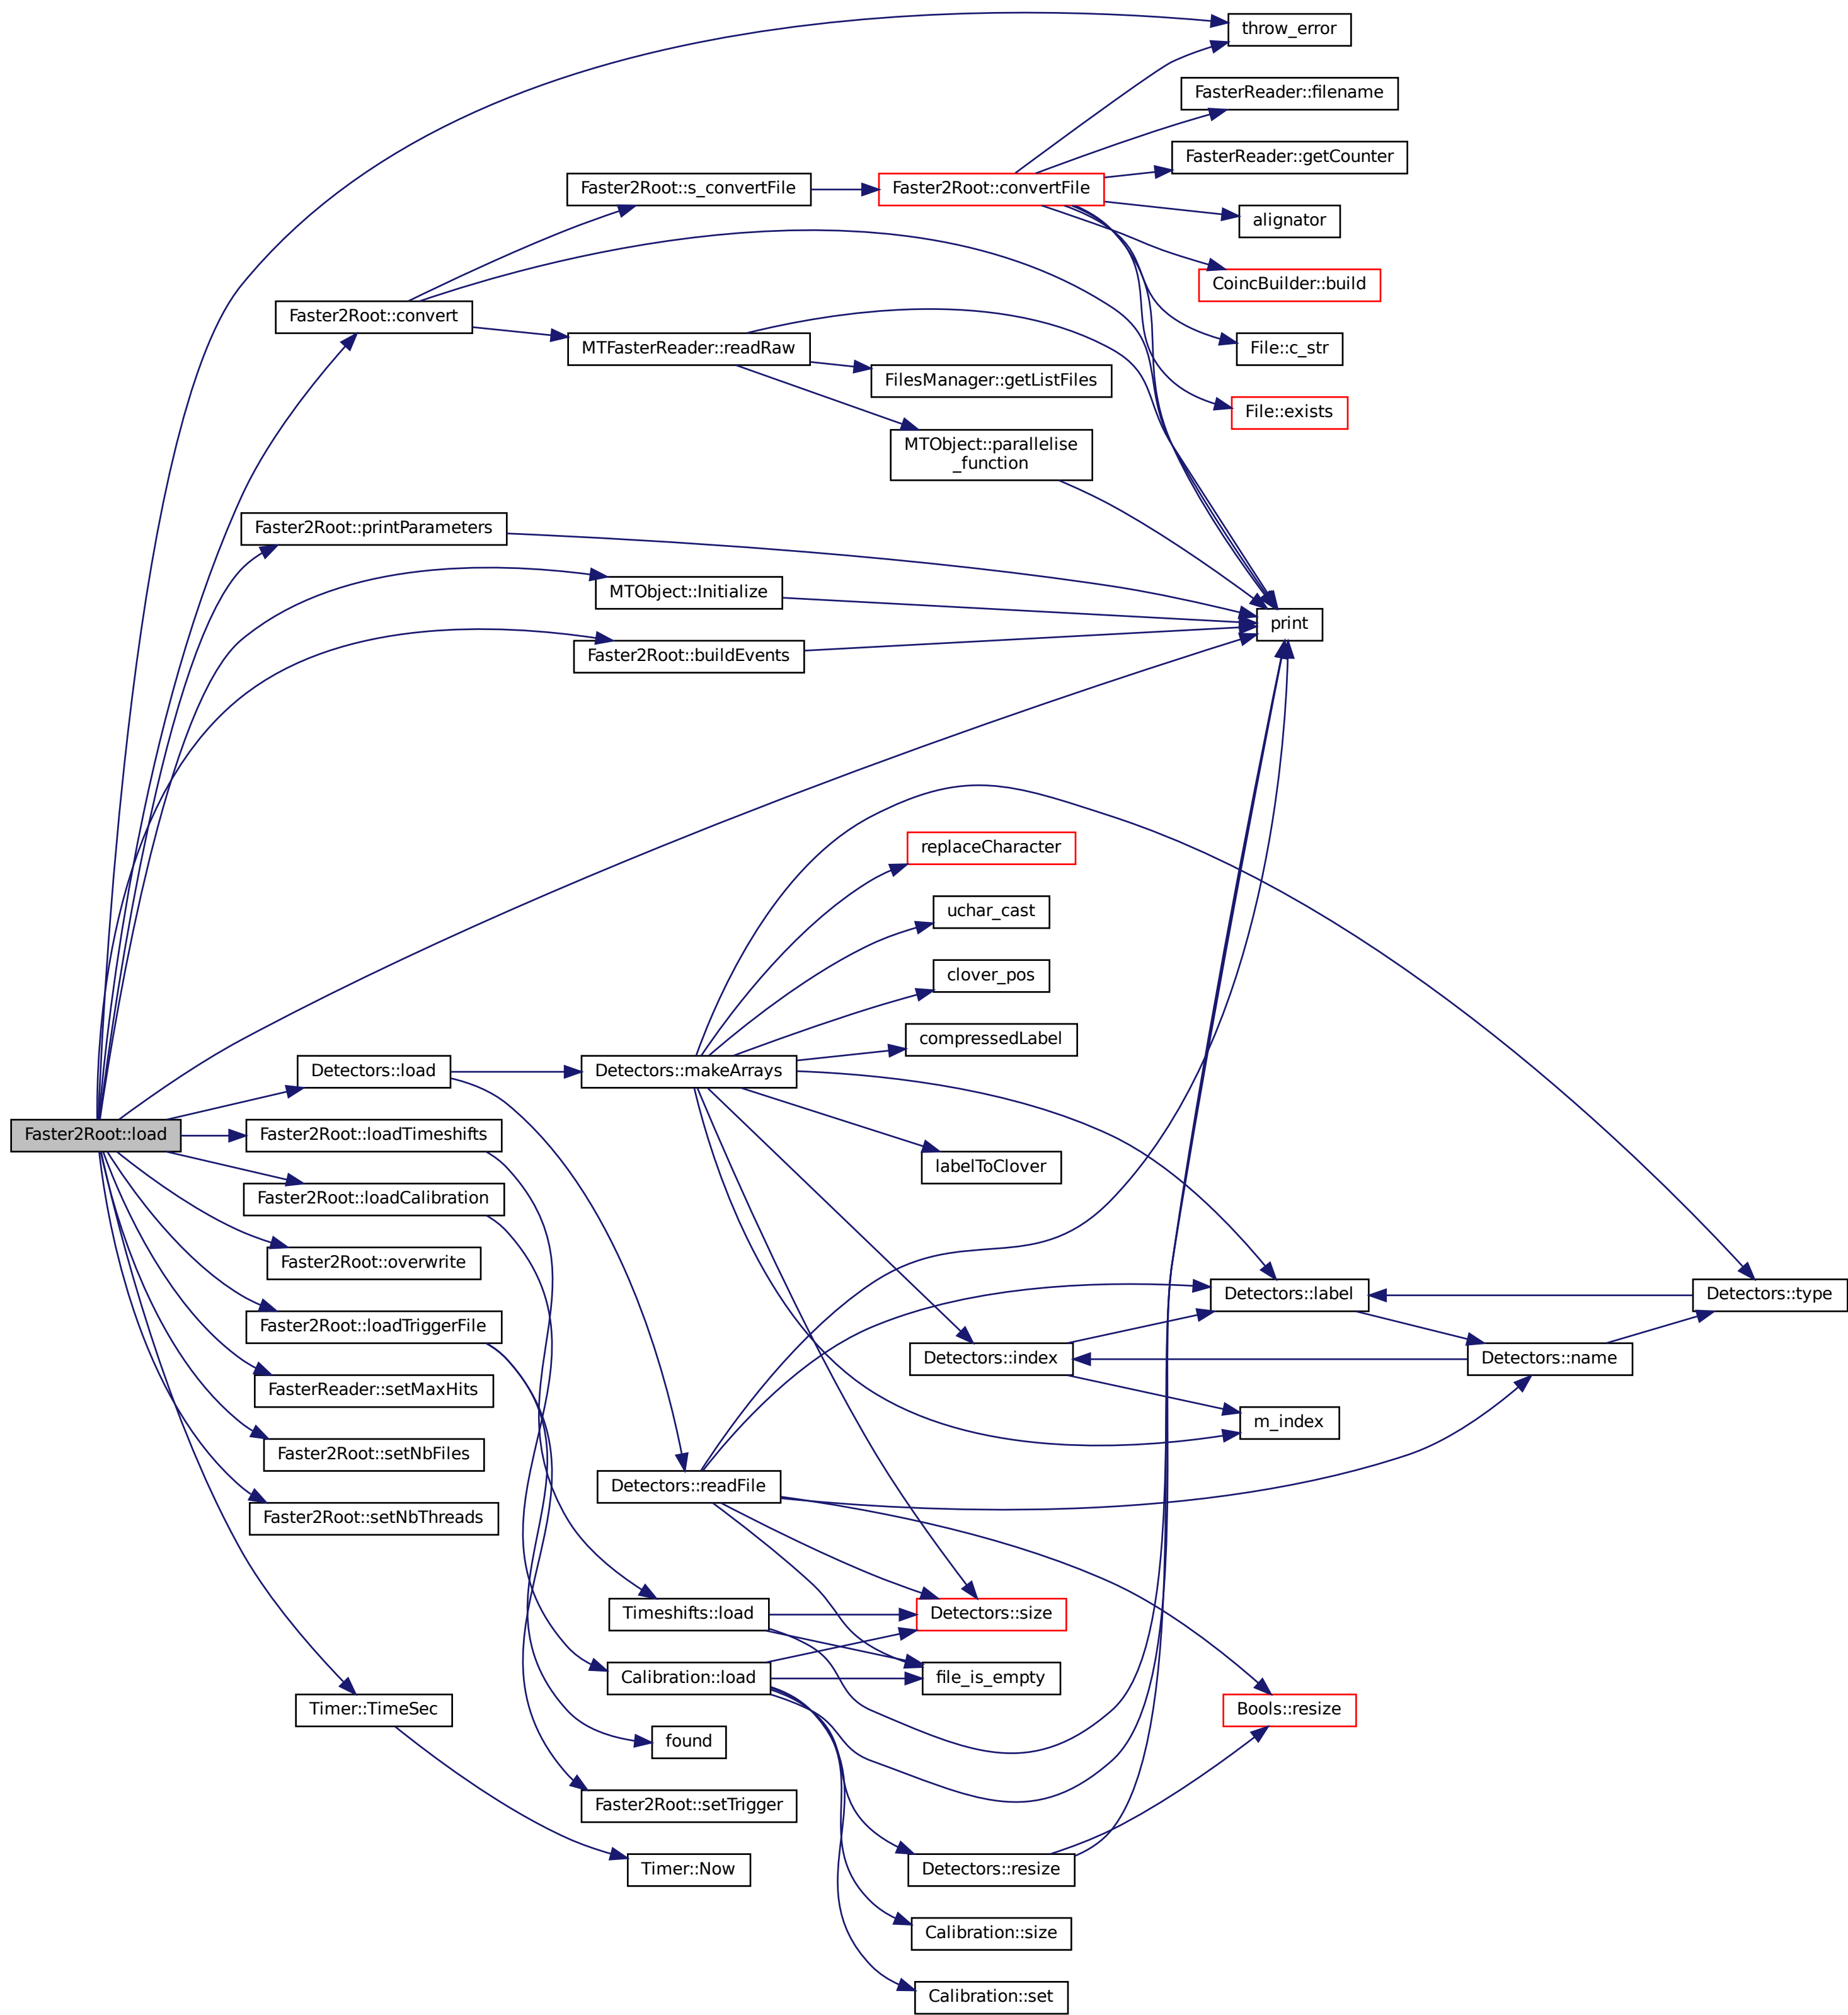 throw_error
FasterReader::filename
FasterReader::getCounter
Faster2Root::s_convertFile
Faster2Root::convertFile
alignator
CoincBuilder::build
Faster2Root::convert
MTFasterReader::readRaw
File::c_str
FilesManager::getListFiles
File::exists
MTObject::parallelise
_function
Faster2Root::printParameters
MTObject::Initialize
print
Faster2Root::buildEvents
replaceCharacter
uchar_cast
clover_pos
compressedLabel
Detectors::load
Detectors::makeArrays
Faster2Root::load
Faster2Root::loadTimeshifts
labelToClover
Faster2Root::loadCalibration
Faster2Root::overwrite
Detectors::label
Detectors::type
Faster2Root::loadTriggerFile
Detectors::index
Detectors::name
FasterReader::setMaxHits
m_index
Faster2Root::setNbFiles
Detectors::readFile
Faster2Root::setNbThreads
Timeshifts::load
Detectors::size
Calibration::load
file_is_empty
Timer::TimeSec
Bools::resize
found
Faster2Root::setTrigger
Timer::Now
Detectors::resize
Calibration::size
Calibration::set